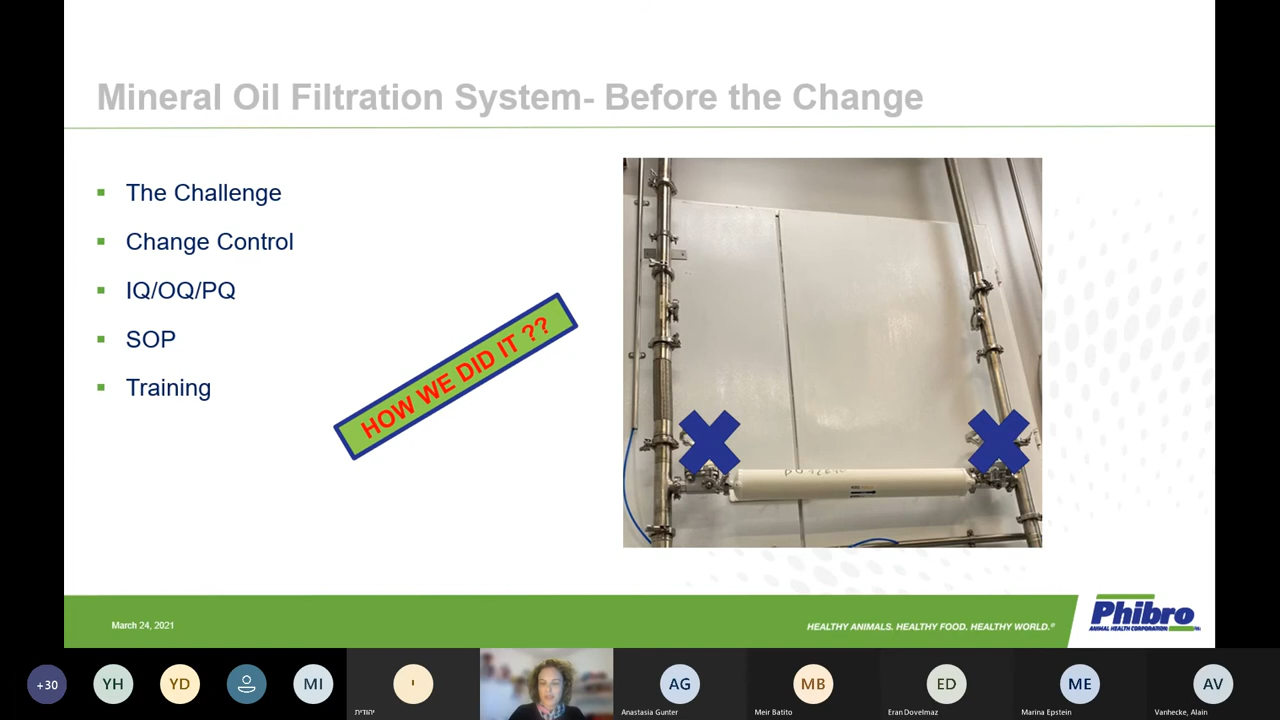 Mineral Oil Filtration System- Before the Change
The Challenge
Change Control
IQ/OQ/PQ
SOP
Training
HOW WE DID IT ??
March 24, 2021
HEALTHY ANIMALS. HEALTHY FOOD. HEALTHY WORLD.®
Phibro
ANIMAL HEALTH CORPORATION
+30
YH
YD
MI
י
יהודית
AG
Anastasia Gunter
MB
Meir Batito
ED
Eran Dovelmaz
ME
Marina Epstein
AV
Vanhecke, Alain